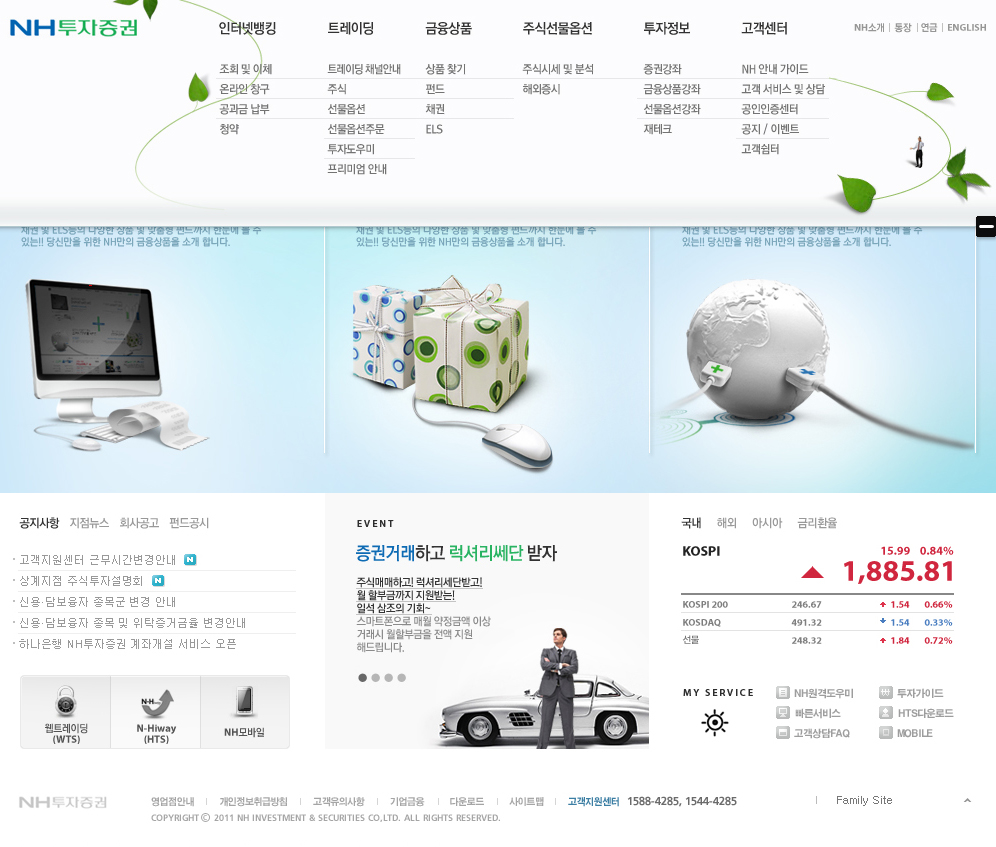 NH투자증권
인터넷뱅킹 트레이딩 금융상품 주식선물옵션 투자정보 고객센터
NH소개 통장 연금 ENGLISH
조회 및 이체 트레이딩 채널안내 상품 찾기 주식시세 및 분석 증권강좌 NH 안내 가이드
온라인 창구 주식 펀드 해외증시 금융상품강좌 고객 서비스 및 상담
공과금 납부 선물옵션 채권 선물옵션강좌 공인인증센터
청약 선물옵션주문 ELS 재테크 공지 / 이벤트
투자도우미 고객쉼터
프리미엄 안내
채권 및 ELS등의 다양한 상품 및 맞춤형 펀드까지 한눈에 볼 수 채권 및 ELS등의 다양한 상품 및 맞춤형 펀드까지 한눈에 볼 수 채권 및 ELS등의 다양한 상품 및 맞춤형 펀드까지 한눈에 볼 수
있는!! 당신만을 위한 NH만의 금융상품을 소개 합니다. 있는!! 당신만을 위한 NH만의 금융상품을 소개 합니다. 있는!! 당신만을 위한 NH만의 금융상품을 소개 합니다.
공지사항 지점뉴스 회사공고 펀드공시
· 고객지원센터 근무시간변경안내 N
· 상계지점 주식투자설명회 N
· 신용·담보융자 종목군 변경 안내
· 신용·담보융자 종목 및 위탁증거금율 변경안내
· 하나은행 NH투자증권 계좌개설 서비스 오픈
웹트레이딩
(WTS)
N-H
N-Hiway
(HTS)
NH모바일
EVENT
증권거래하고 럭셔리쎄단 받자
주식매매하고! 럭셔리세단받고!
월 할부금까지 지원받는!
일석 삼조의 기회~
스마트폰으로 매월 약정금액 이상
거래시 월할부금을 전액 지원
해드립니다.
국내 해외 아시아 금리환율
KOSPI 15.99 0.84%
1,885.81
KOSPI 200 246.67 1.54 0.66%
KOSDAQ 491.32 1.54 0.33%
선물 248.32 1.84 0.72%
MY SERVICE
NH원격도우미 투자가이드
빠른서비스 HTS다운로드
고객상담FAQ MOBILE
NH투자증권
영업점안내 개인정보취급방침 고객유의사항 기업금융 다운로드 사이트맵 고객지원센터 1588-4285, 1544-4285
Family Site
COPYRIGHT© 2011 NH INVESTMENT & SECURITIES CO,LTD. ALL RIGHTS RESERVED.